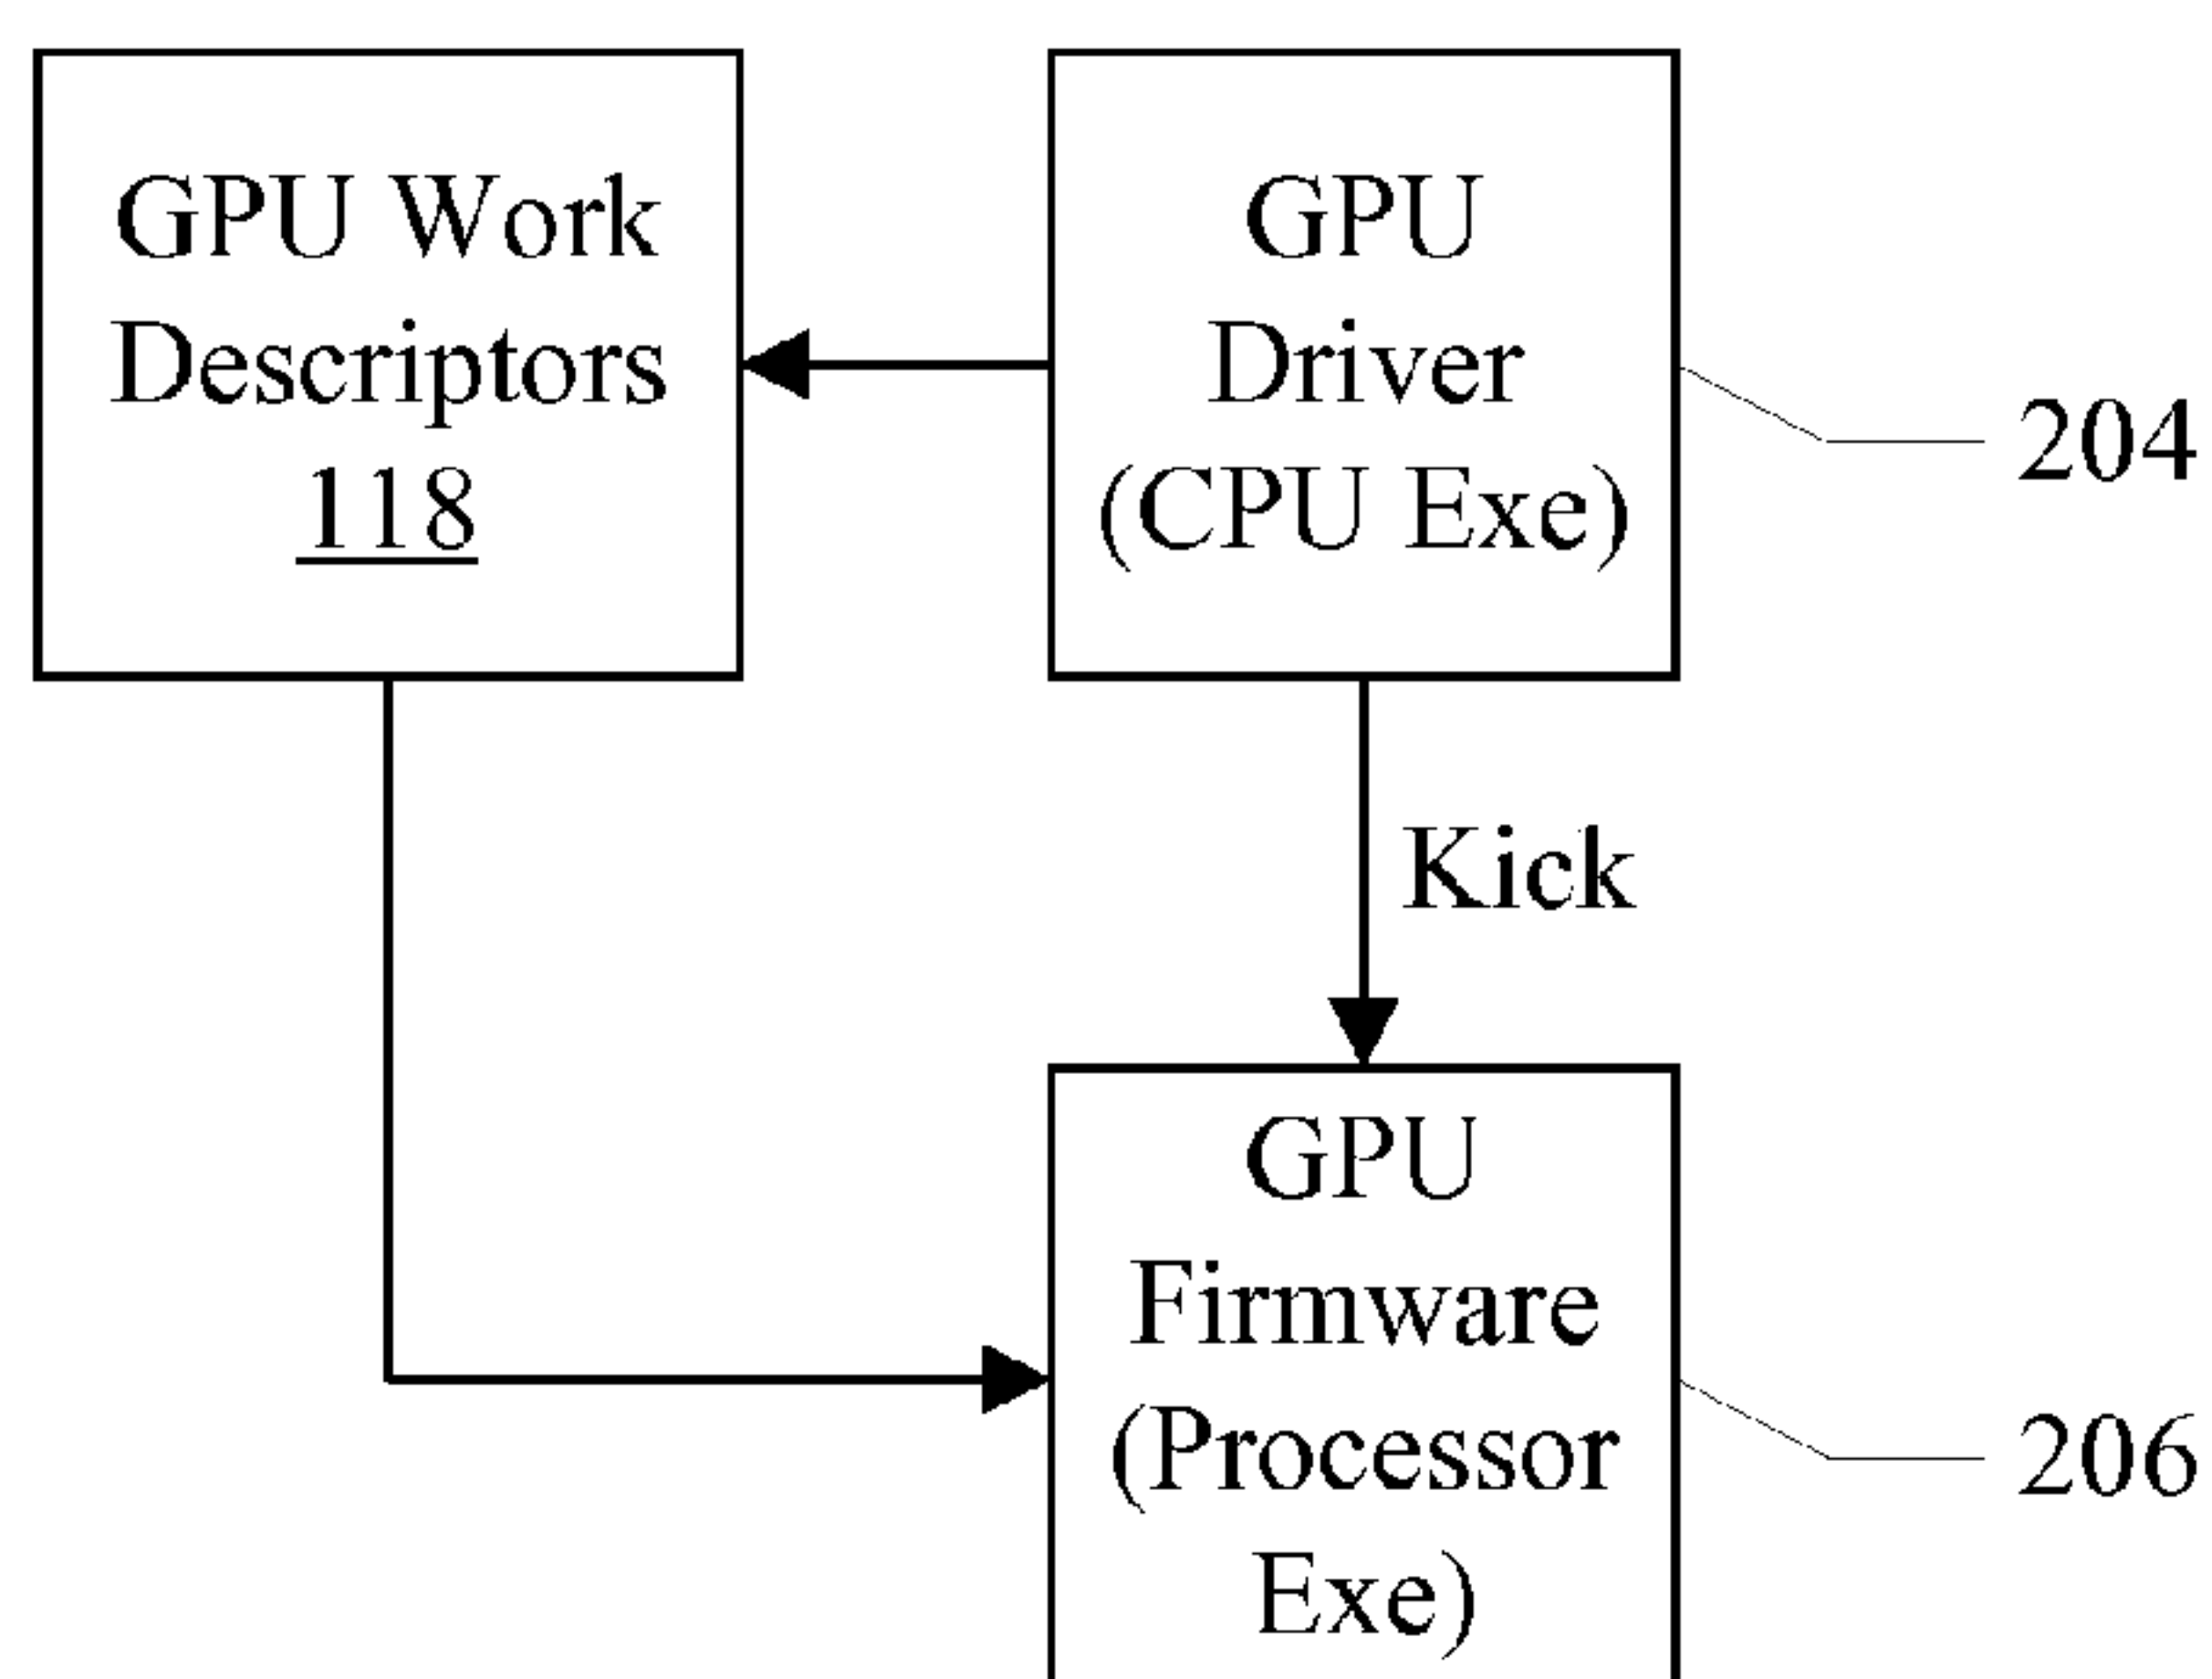 GPU Work
Descriptors
118
GPU
Driver
(CPU Exe)
204
Kick
GPU
Firmware
(Processor
Exe)
206